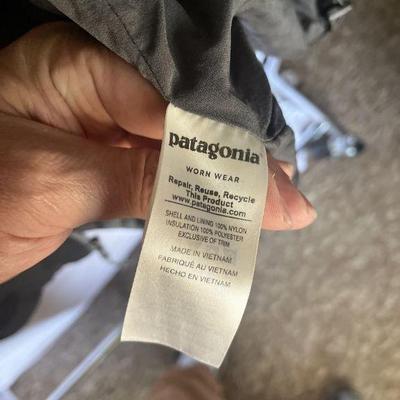 patagonia
WORN WEAR
Repair, Reuse, Recycle
This Product
www.patagonia.com
SHELL AND LINING 100% NYLON
INSULATION 100% POLYESTER
EXCLUSIVE OF TRIM
MADE IN VIETNAM
FABRIQUÉ AU VIETNAM
HECHO EN VIETNAM